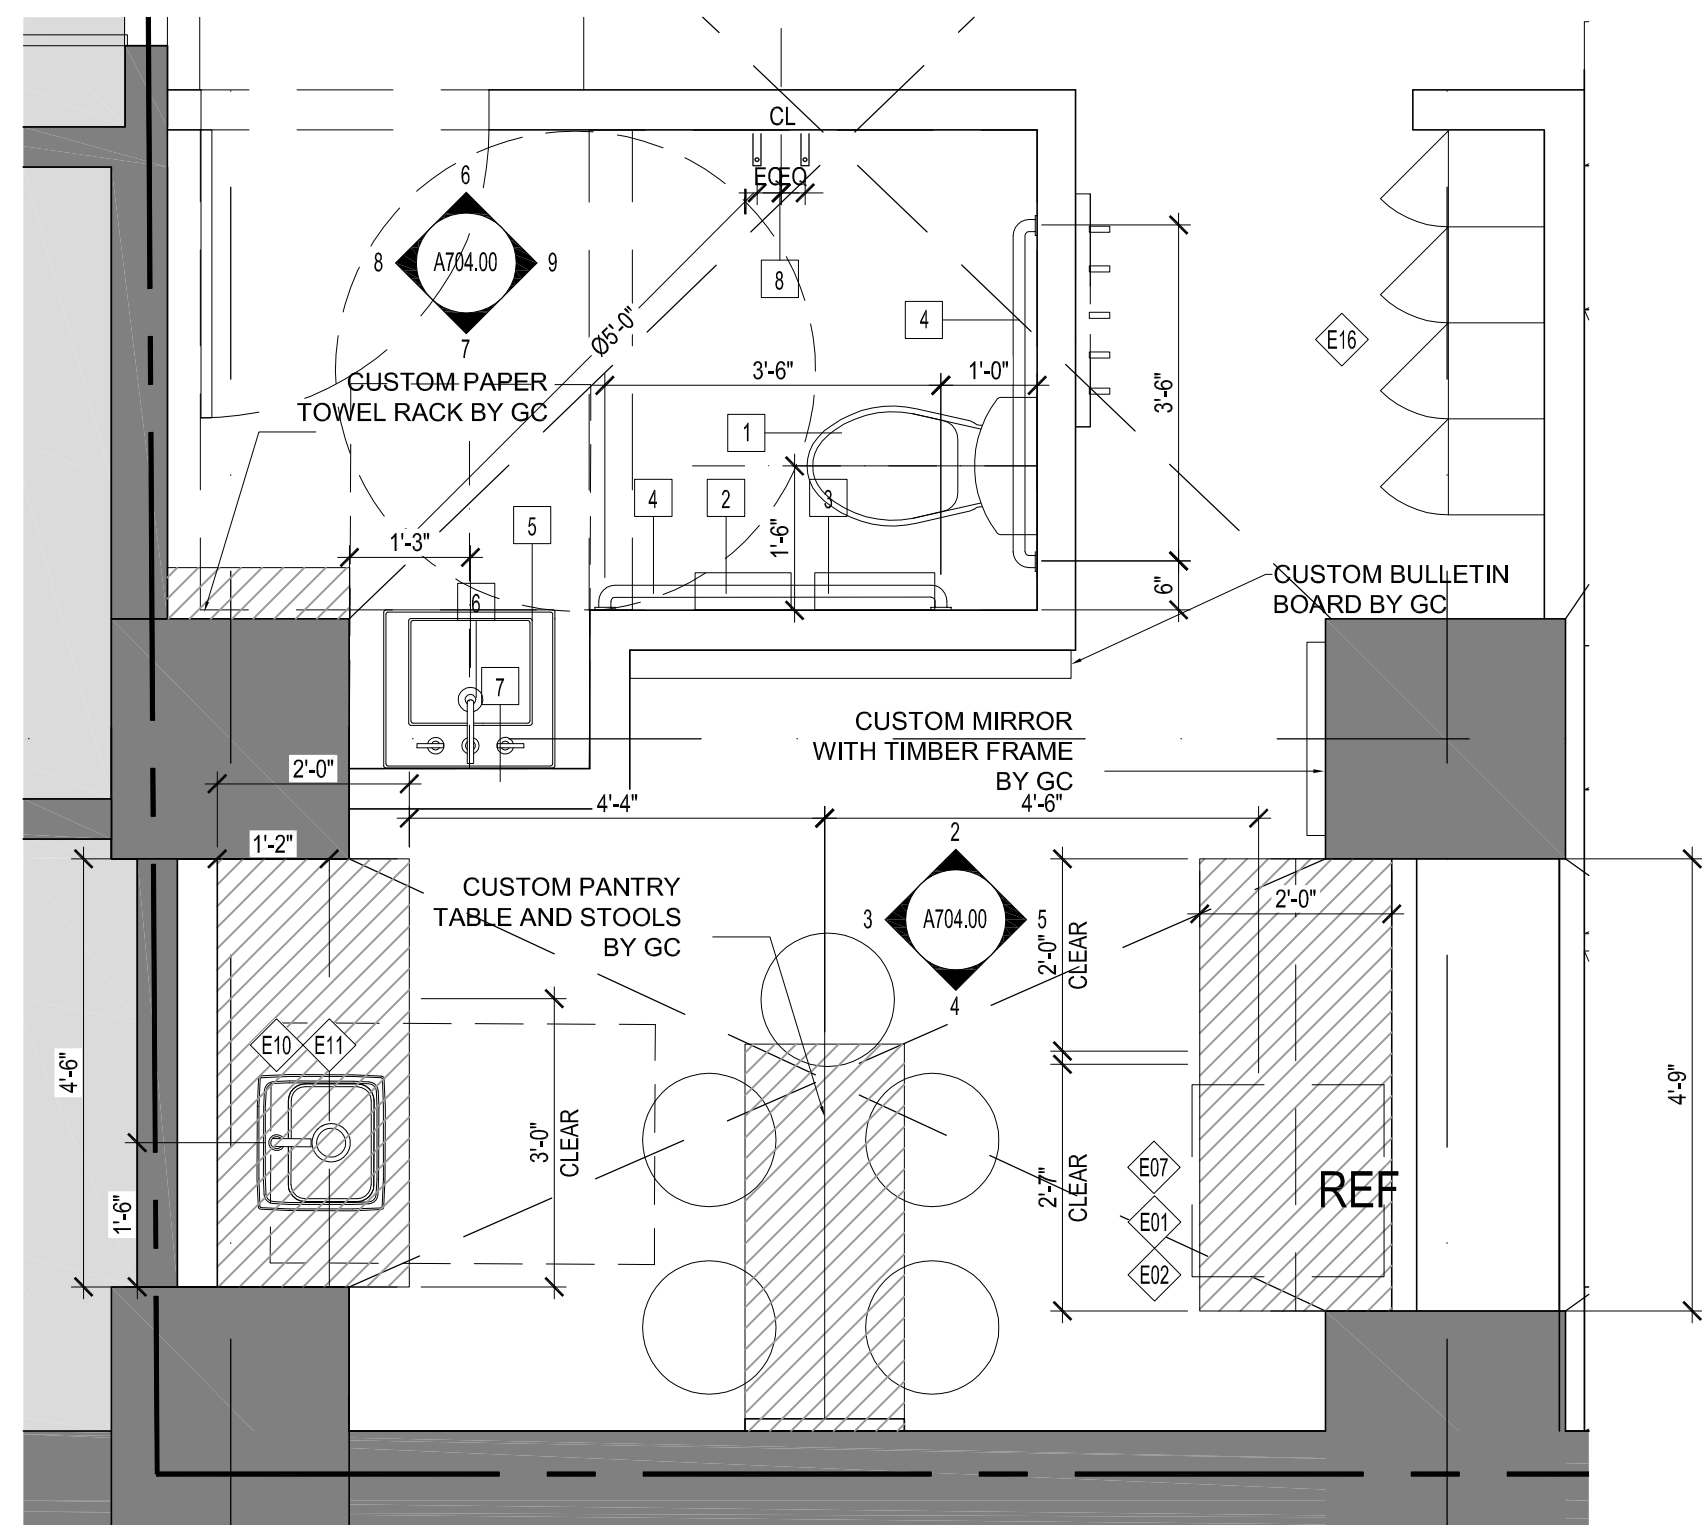 CL
EQ
EQ
6
8
A704.00
9
7
8
4
Ø5'-0"
CUSTOM PAPER
TOWEL RACK BY GC
3'-6"
1'-0"
3'-6"
E16
1
4
2
3
5
1'-3"
1'-6"
6"
6
CUSTOM BULLETIN
BOARD BY GC
7
CUSTOM MIRROR
WITH TIMBER FRAME
BY GC
2'-0"
4'-4"
4'-6"
1'-2"
2
CUSTOM PANTRY
TABLE AND STOOLS
BY GC
3
A704.00
5
4
2'-0"
CLEAR
2'-0"
E10
E11
4'-6"
3'-0"
CLEAR
2'-7"
CLEAR
4'-9"
E07
REF
E01
E02
1'-6"